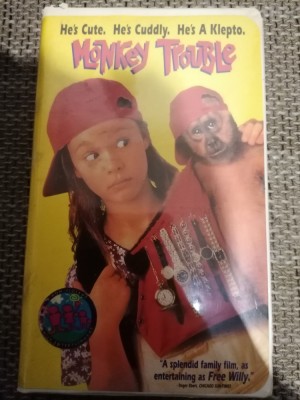 He's Cute. He's Cuddly. He's A Klepto.
MONKEY TROUBLE
"A splendid family film, as
entertaining as Free Willy."